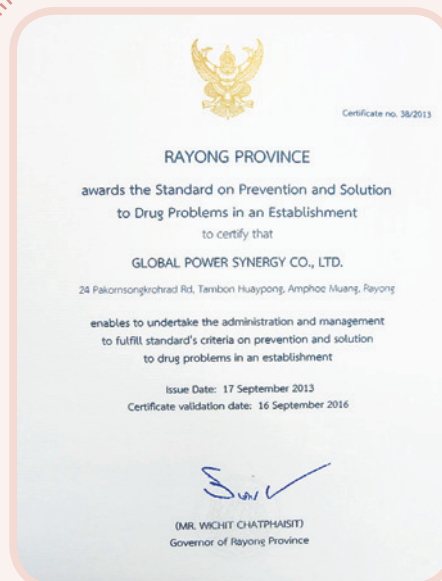 Certificate no. 38/2013
RAYONG PROVINCE
awards the Standard on Prevention and Solution
to Drug Problems in an Establishment
to certify that
GLOBAL POWER SYNERGY CO., LTD.
24 Pakornsongkrohrad Rd, Tambon Huaypong, Amphoe Muang, Rayong
enables to undertake the administration and management
to fulfill standard's criteria on prevention and solution
to drug problems in an establishment
Issue Date: 17 September 2013
Certificate validation date: 16 September 2016
(MR. WICHIT CHATPHAISIT)
Governor of Rayong Province